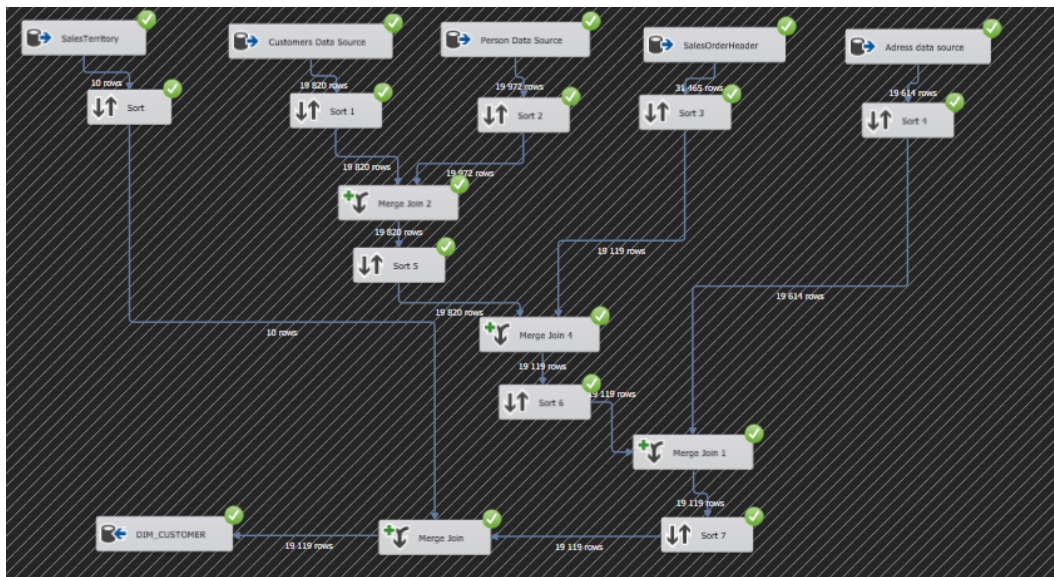 SalesTerritory
Customers Data Source
Person Data Source
SalesOrderHeader
Adress data source
10 rows
19 820 rows
19 972 rows
31 465 rows
19 614 rows
Sort
Sort 1
Sort 2
Sort 3
Sort 4
19 820 rows
19 972 rows
Merge Join 2
19 820 rows
19 119 rows
Sort 5
19 614 rows
19 820 rows
10 rows
Merge Join 4
19 119 rows
Sort 6
19 119 rows
Merge Join 1
19 119 rows
DIM_CUSTOMER
19 119 rows
Merge Join
19 119 rows
Sort 7